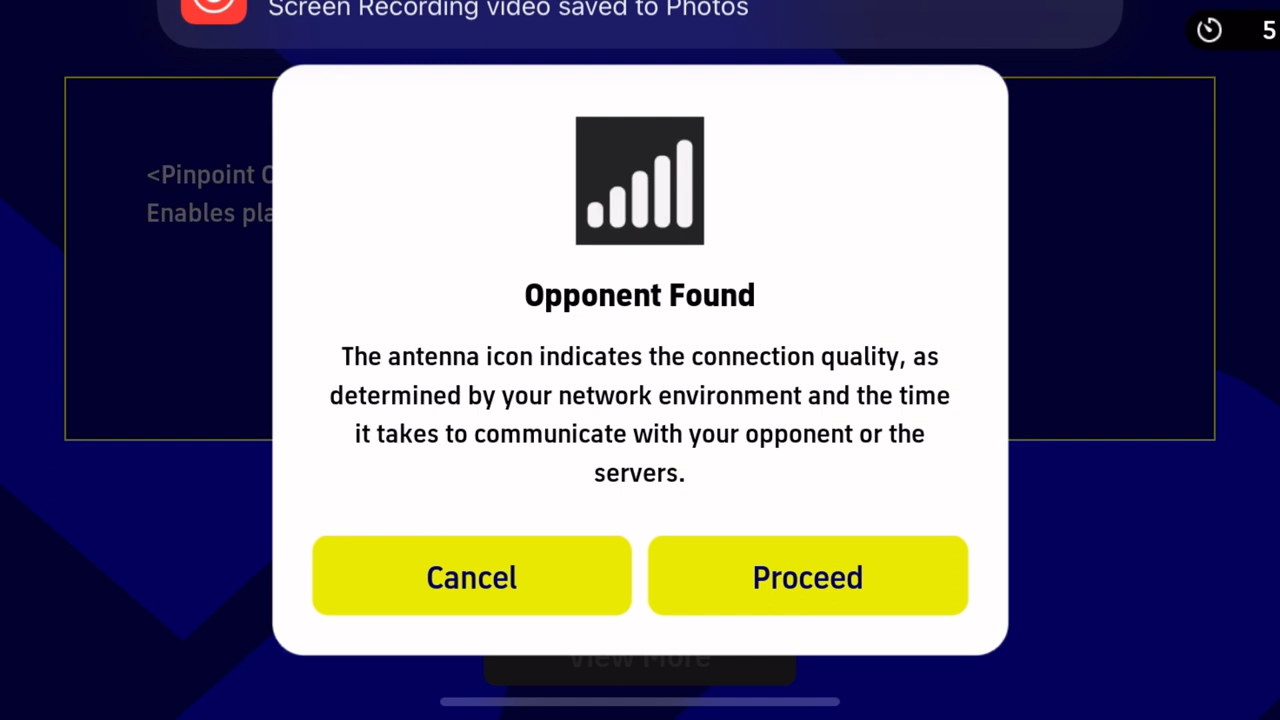 Screen Recording video saved to Photos
5
<Pinpoint
Enables
Opponent Found
The antenna icon indicates the connection quality, as
determined by your network environment and the time
it takes to communicate with your opponent or the
servers.
Cancel
Proceed
View More